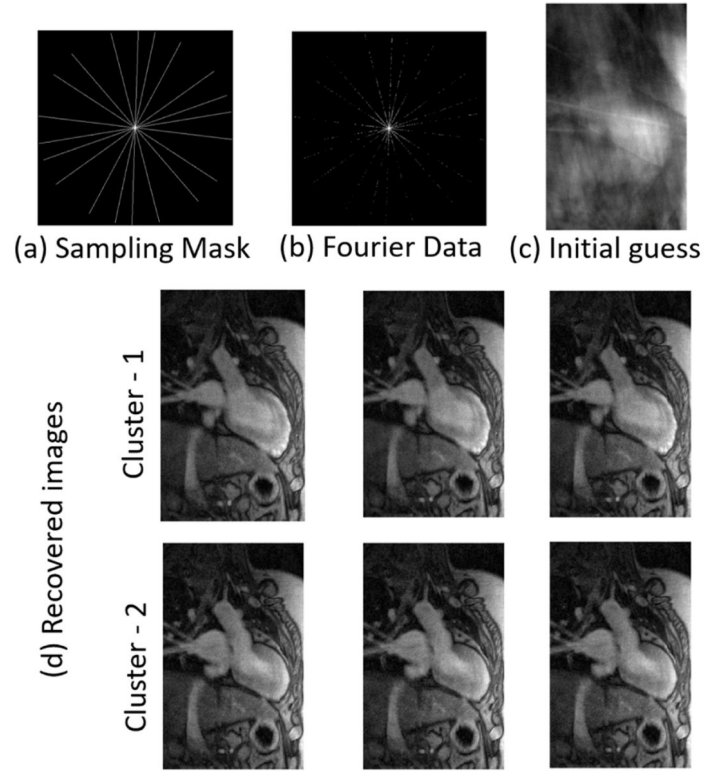 (a) Sampling Mask
(b) Fourier Data
(c) Initial guess
(d) Recovered images
Cluster - 1
Cluster - 2